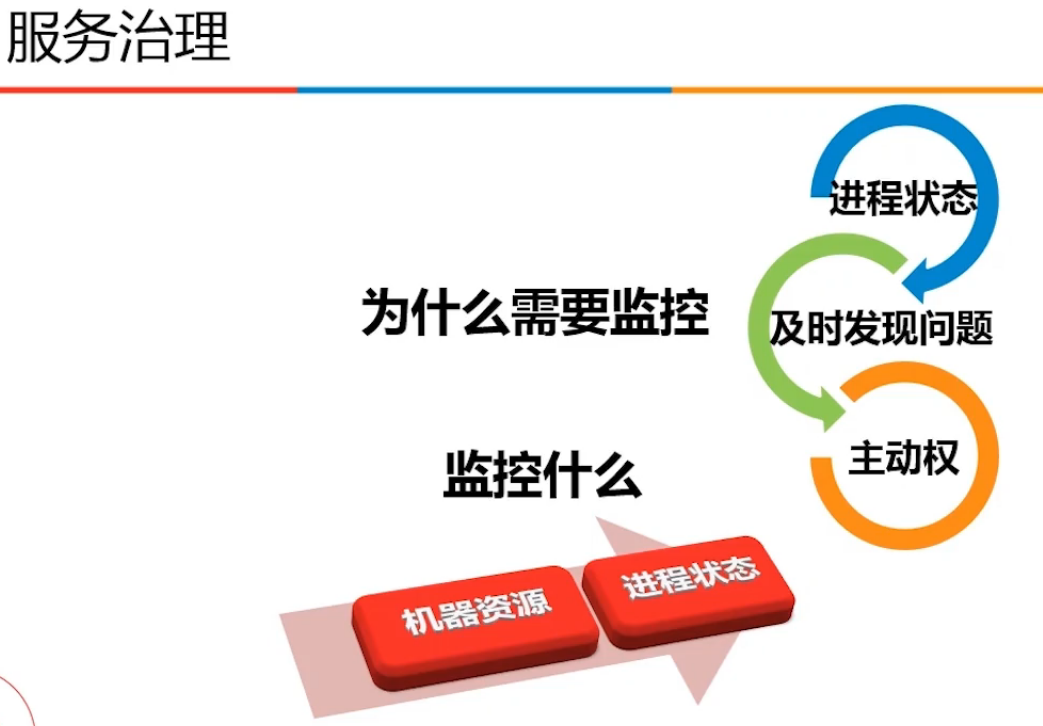 服务治理
为什么需要监控
进程状态
及时发现问题
主动权
监控什么
机器资源
进程状态